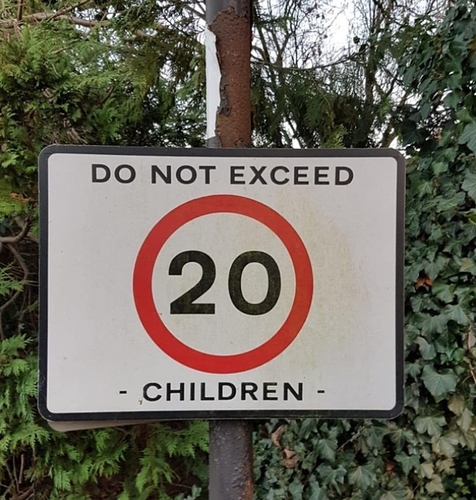 DO NOT EXCEED
20
- CHILDREN -